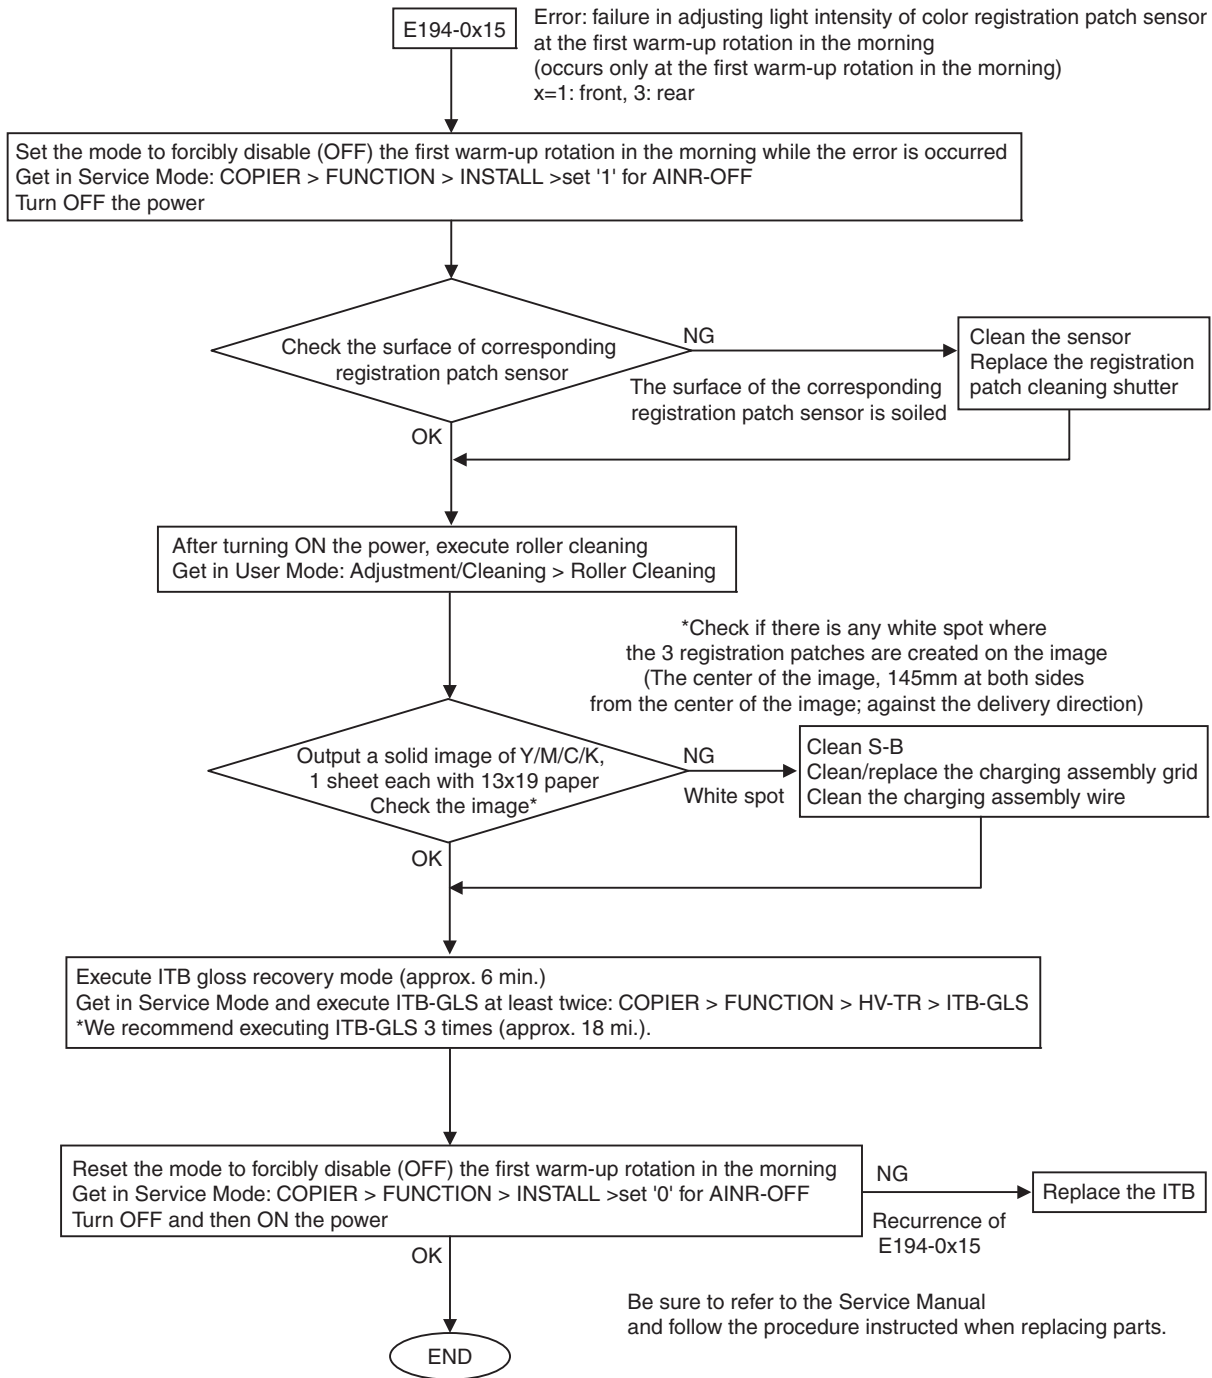 E194-0x15
Error: failure in adjusting light intensity of color registration patch sensor
at the first warm-up rotation in the morning
(occurs only at the first warm-up rotation in the morning)
x=1: front, 3: rear
Set the mode to forcibly disable (OFF) the first warm-up rotation in the morning while the error is occurred
Get in Service Mode: COPIER > FUNCTION > INSTALL >set '1' for AINR-OFF
Turn OFF the power
Check the surface of corresponding
registration patch sensor
NG
The surface of the corresponding
registration patch sensor is soiled
Clean the sensor
Replace the registration
patch cleaning shutter
OK
After turning ON the power, execute roller cleaning
Get in User Mode: Adjustment/Cleaning > Roller Cleaning
*Check if there is any white spot where
the 3 registration patches are created on the image
(The center of the image, 145mm at both sides
from the center of the image; against the delivery direction)
Output a solid image of Y/M/C/K,
1 sheet each with 13x19 paper
Check the image*
NG
White spot
Clean S-B
Clean/replace the charging assembly grid
Clean the charging assembly wire
OK
Execute ITB gloss recovery mode (approx. 6 min.)
Get in Service Mode and execute ITB-GLS at least twice: COPIER > FUNCTION > HV-TR > ITB-GLS
*We recommend executing ITB-GLS 3 times (approx. 18 mi.).
Reset the mode to forcibly disable (OFF) the first warm-up rotation in the morning
Get in Service Mode: COPIER > FUNCTION > INSTALL >set '0' for AINR-OFF
Turn OFF and then ON the power
NG
Recurrence of
E194-0x15
Replace the ITB
OK
Be sure to refer to the Service Manual
and follow the procedure instructed when replacing parts.
END